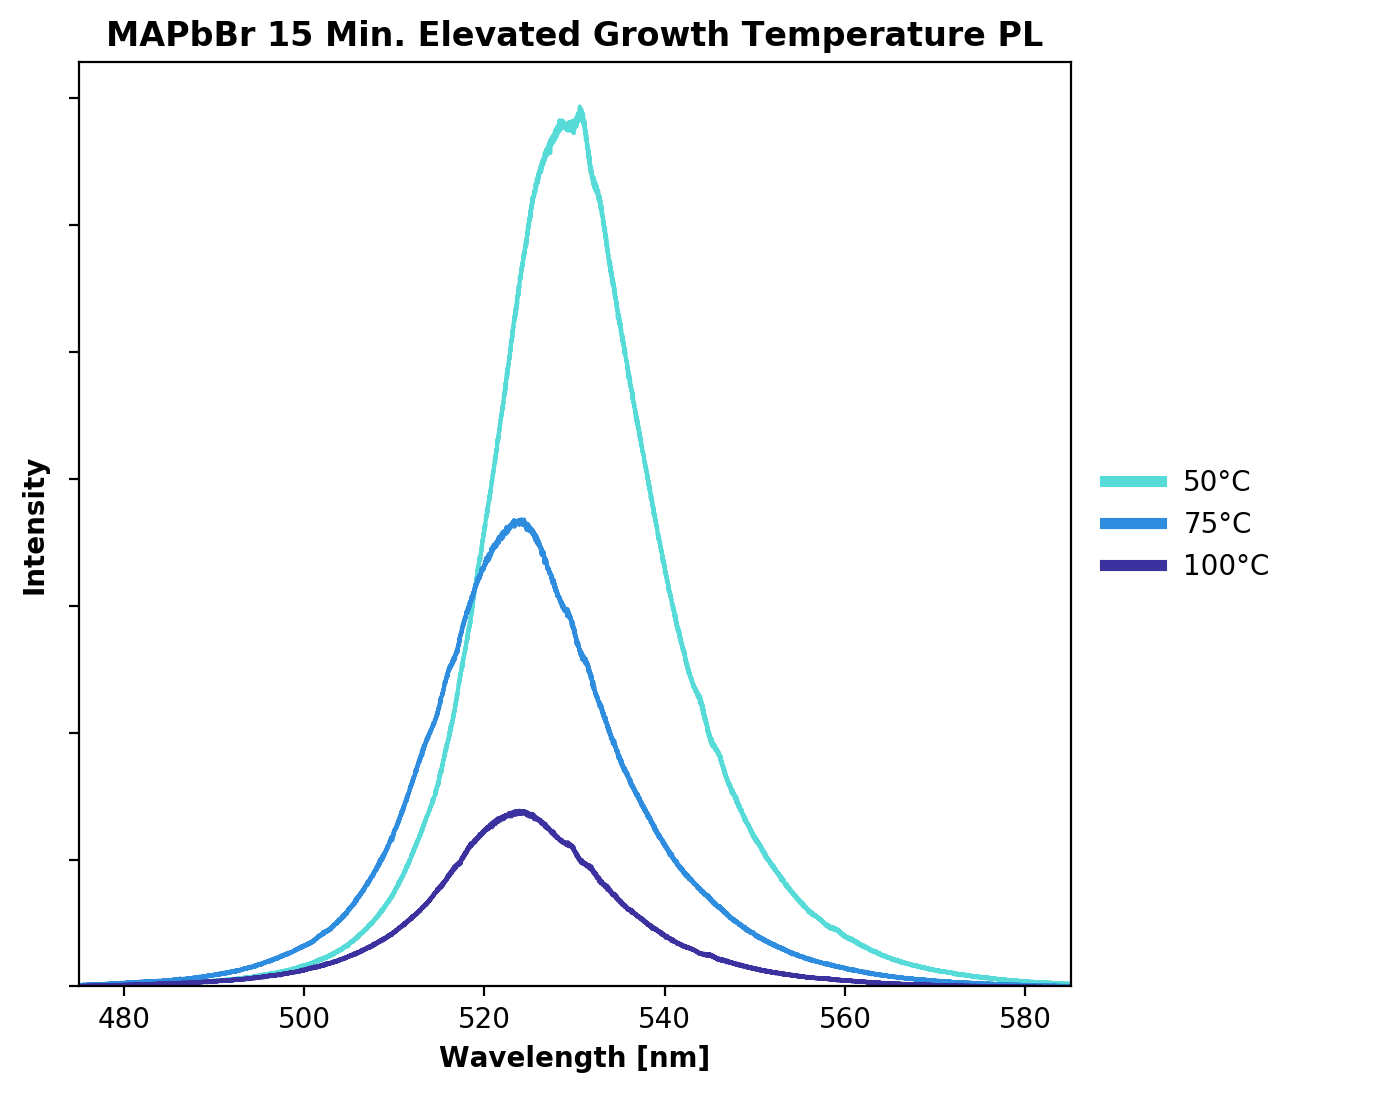 MAPbBr 15 Min. Elevated Growth Temperature PL
Intensity
50°C
75°C
100°C
480 500 520 540 560 580
Wavelength [nm]